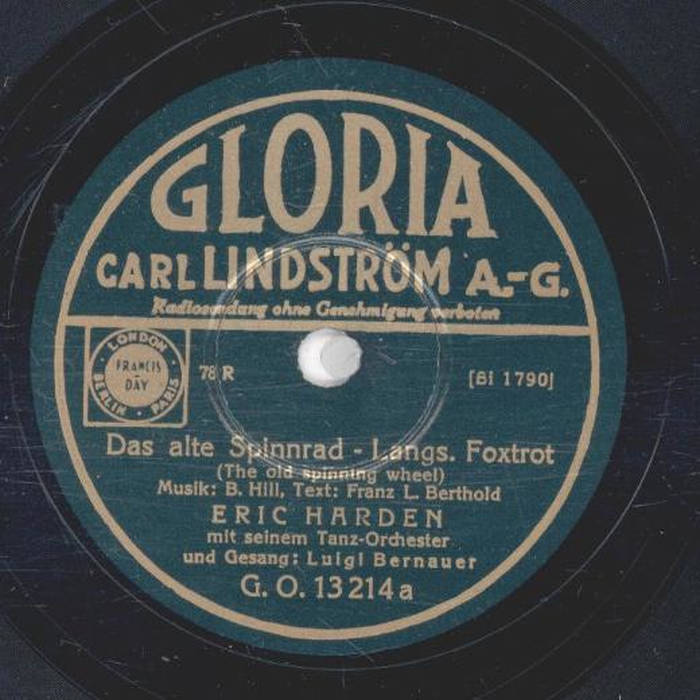 GLORIA
CARL LINDSTRÖM A.-G.
Radiosendung ohne Genehmigung verboten
LONDON
FRANCIS
DAY
BERLIN · PARIS
78 R
[Bi 1790]
Das alte Spinnrad - Langs. Foxtrot
(The old spinning wheel)
Musik: B. Hill, Text: Franz L. Berthold
ERIC HARDEN
mit seinem Tanz-Orchester
und Gesang: Luigi Bernauer
G. O. 13214a